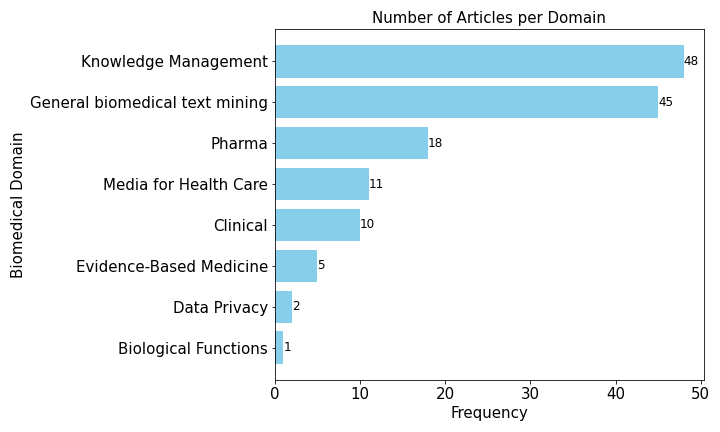 Number of Articles per Domain
Biomedical Domain
Knowledge Management 48
General biomedical text mining 45
Pharma 18
Media for Health Care 11
Clinical 10
Evidence-Based Medicine 5
Data Privacy 2
Biological Functions 1
0 10 20 30 40 50
Frequency